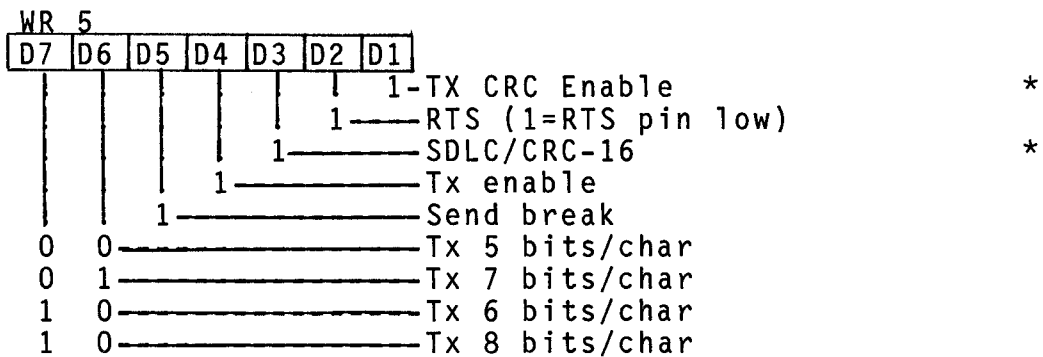 WR 5
D7 D6 D5 D4 D3 D2 D1
1-TX CRC Enable *
1 RTS (1=RTS pin low)
1 SDLC/CRC-16 *
1 Tx enable
1 Send break
0 0 Tx 5 bits/char
0 1 Tx 7 bits/char
1 0 Tx 6 bits/char
1 0 Tx 8 bits/char